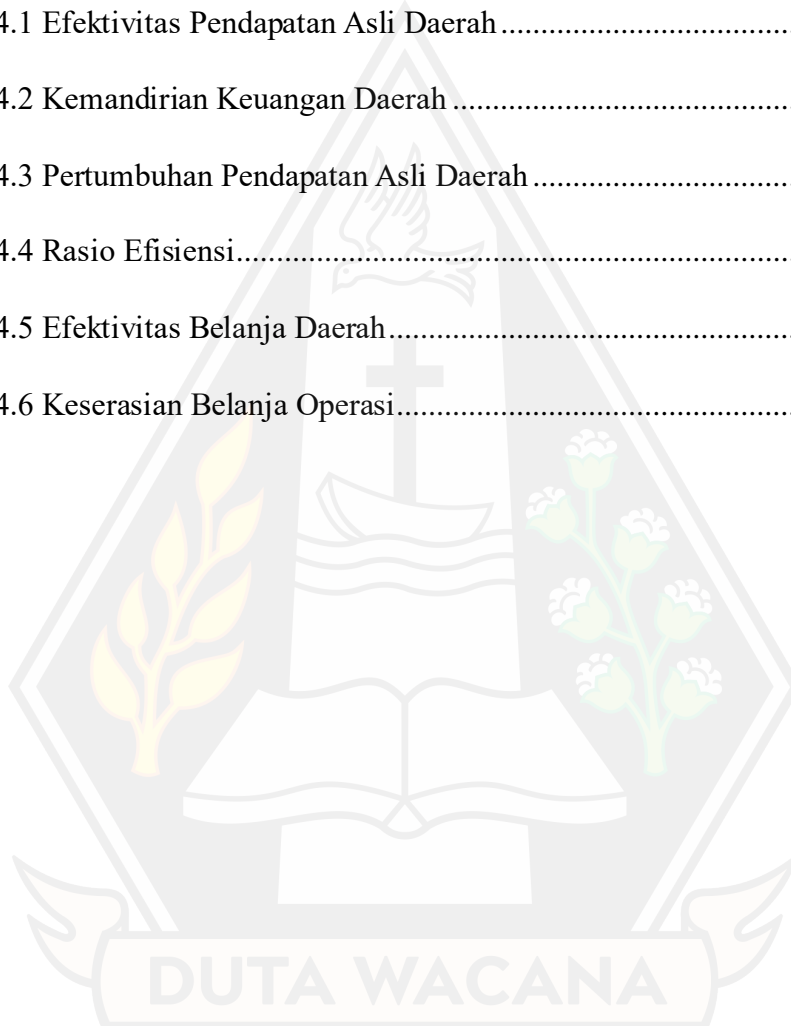 4.1 Efektivitas Pendapatan Asli Daerah....................................
4.2 Kemandirian Keuangan Daerah..........................................
4.3 Pertumbuhan Pendapatan Asli Daerah................................
4.4 Rasio Efisiensi......................................................................
4.5 Efektivitas Belanja Daerah..................................................
4.6 Keserasian Belanja Operasi.................................................
DUTA WACANA